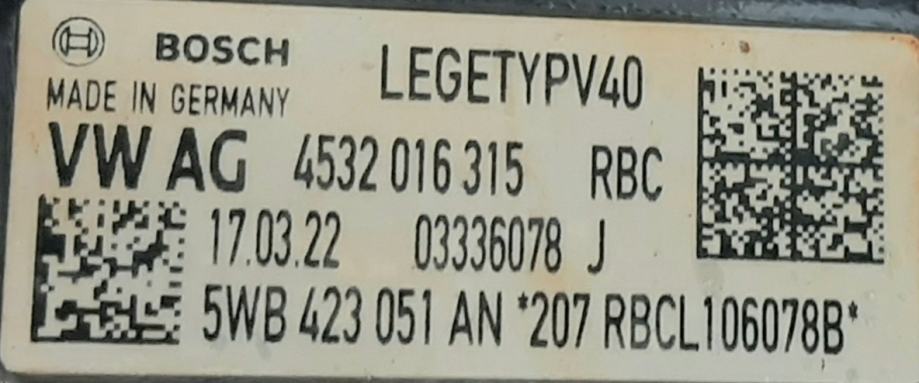 BOSCH LEGETYPV40
MADE IN GERMANY
VW AG 4532 016 315 RBC
17.03.22 03336078 J
5WB 423 051 AN *207 RBCL106078B*